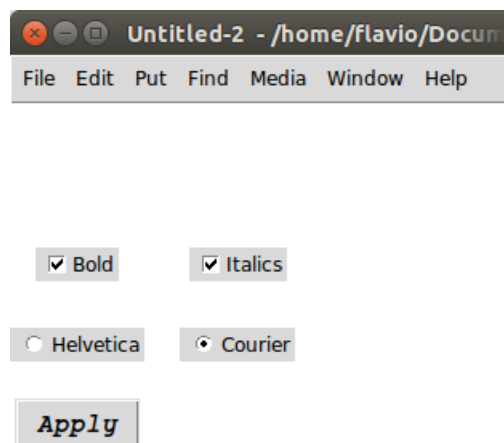 Untitled-2 - /home/flavio/Docum
File Edit Put Find Media Window Help
Bold Italics
Helvetica Courier
Apply